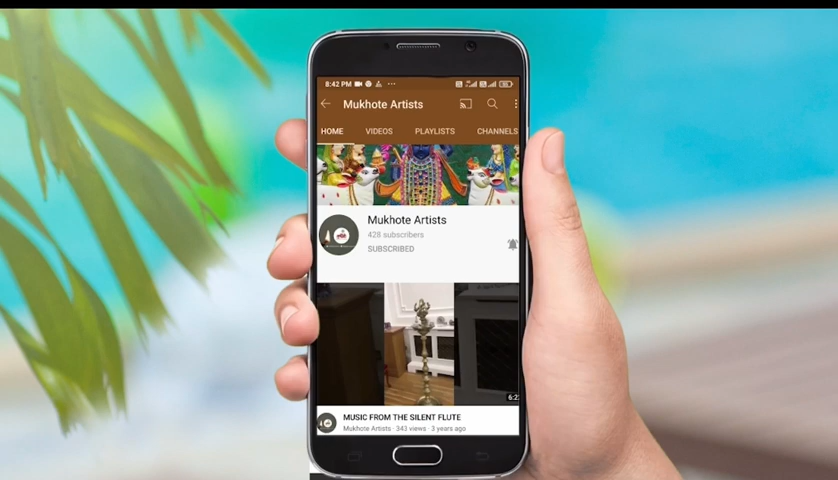 8:42 PM
Mukhote Artists
HOME VIDEOS PLAYLISTS CHANNELS
Mukhote Artists
428 subscribers
SUBSCRIBED
MUSIC FROM THE SILENT FLUTE
Mukhote Artists · 343 views · 3 years ago